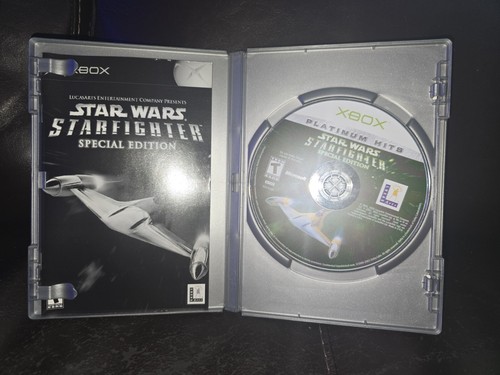 XBOX
LUCASARTS ENTERTAINMENT COMPANY PRESENTS
STAR WARS
STARFIGHTER
SPECIAL EDITION
XBOX
PLATINUM HITS
STAR WARS
STARFIGHTER
SPECIAL EDITION
T
T